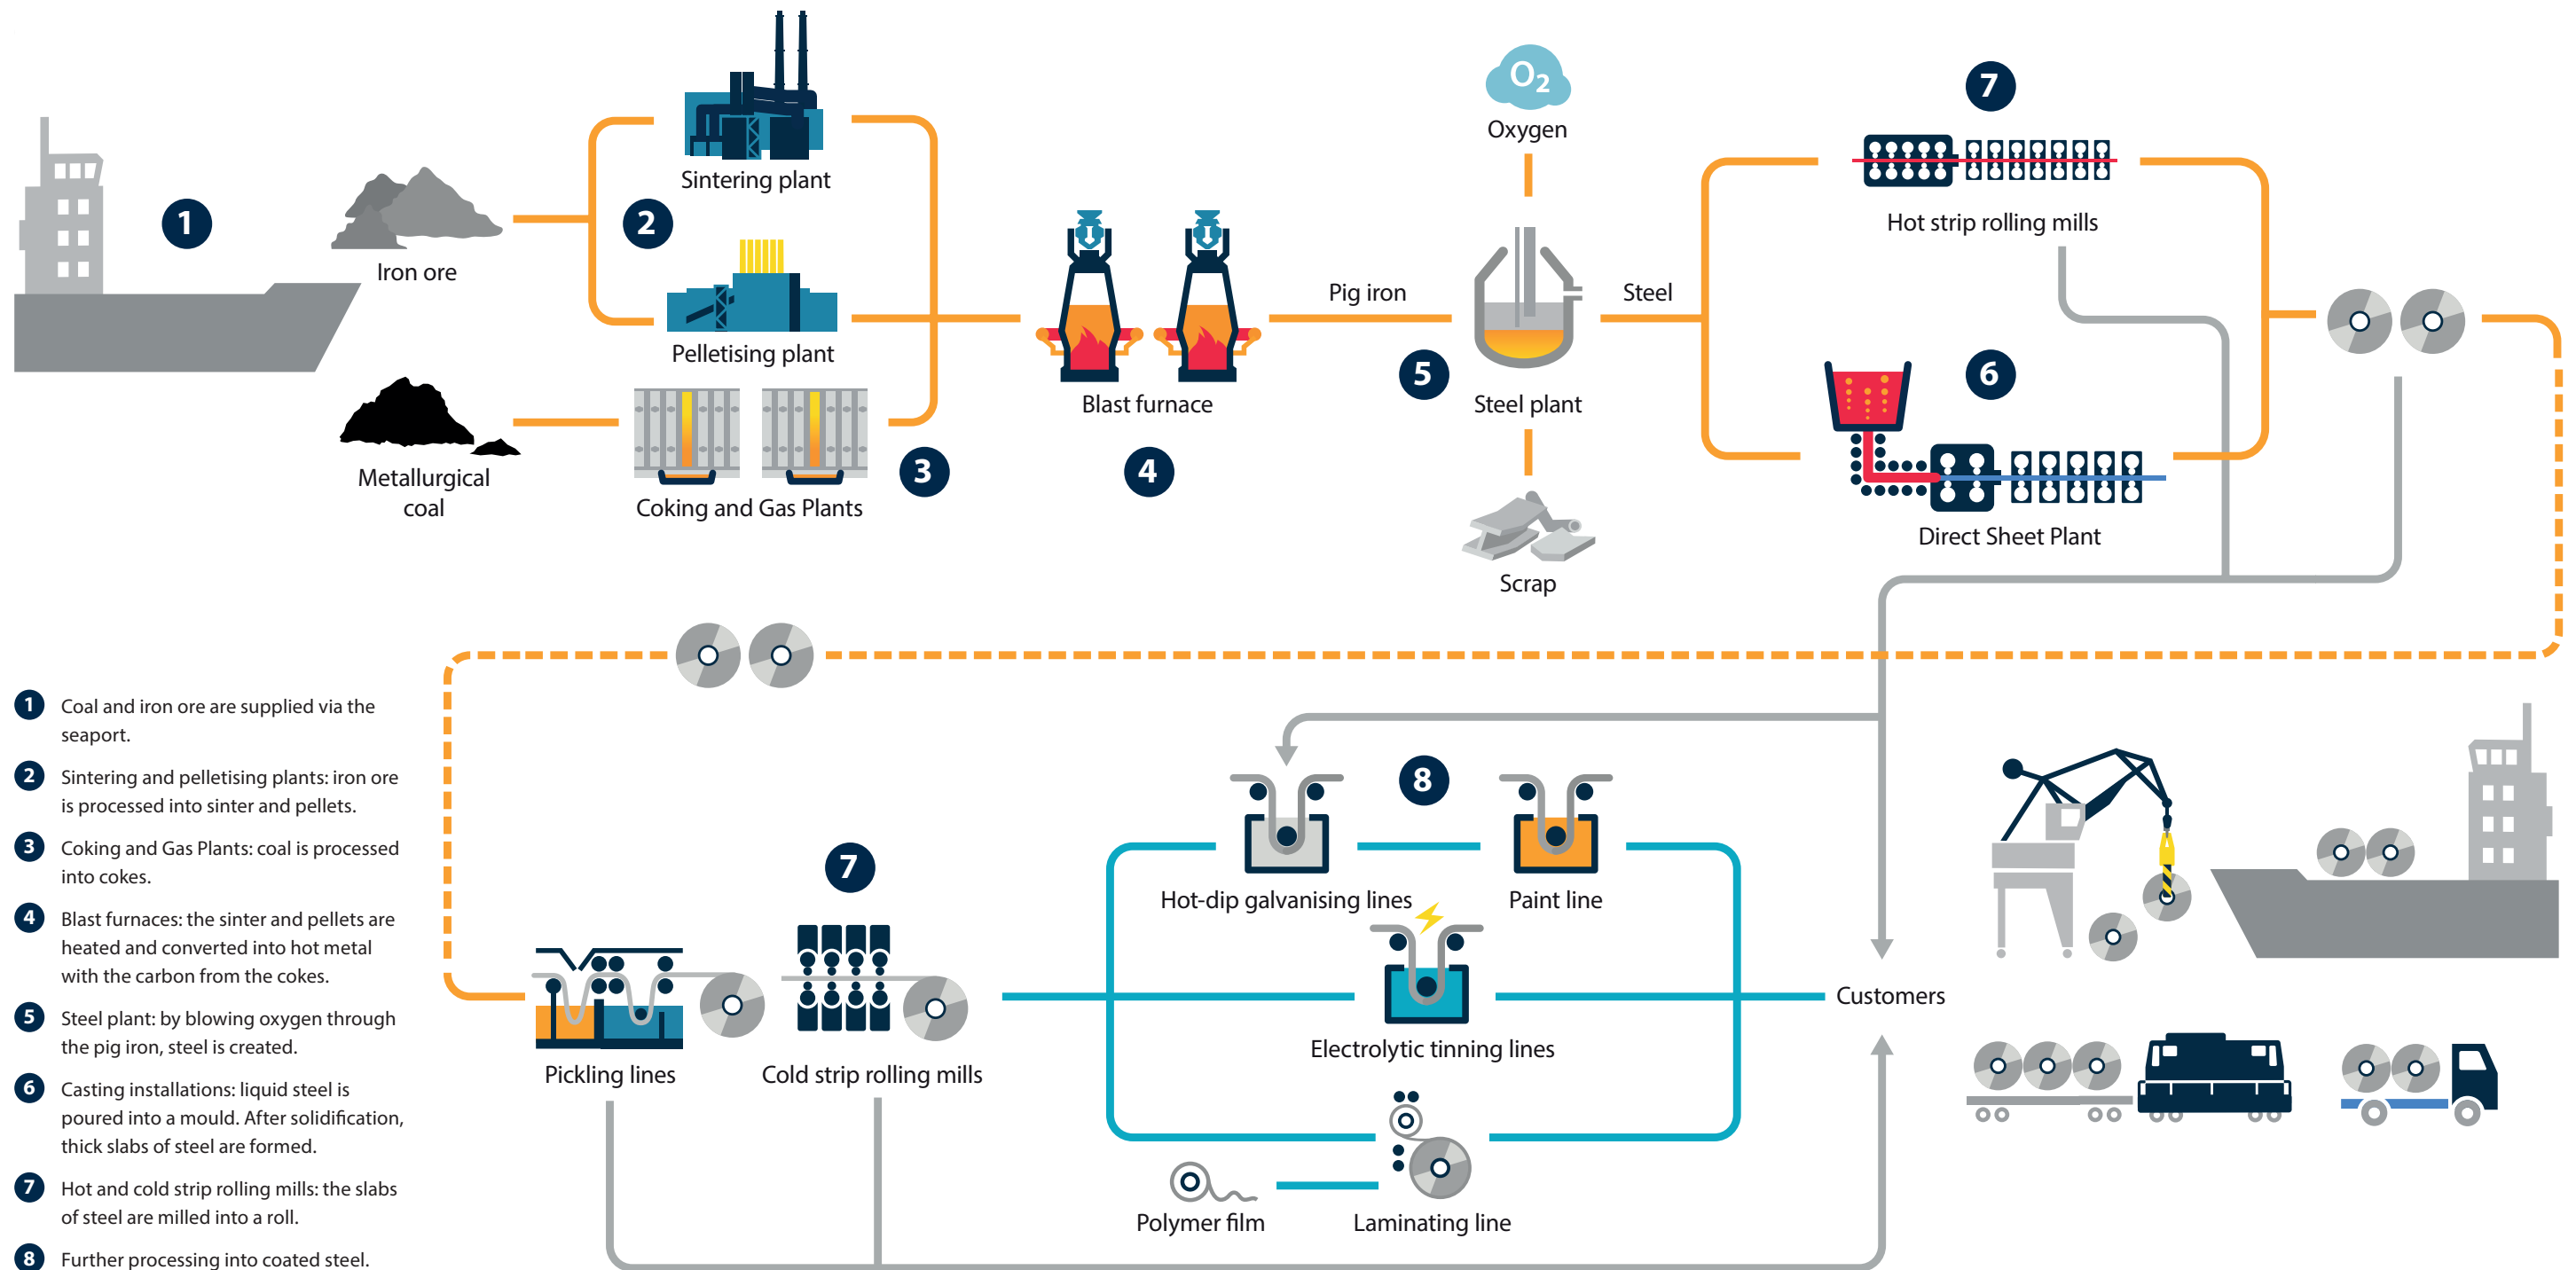 O2
Oxygen
7
Sintering plant
1
Iron ore
2
Pelletising plant
Metallurgical
coal
Coking and Gas Plants
3
Blast furnace
4
Pig iron
5
Steel plant
Scrap
Steel
Hot strip rolling mills
6
Direct Sheet Plant
1 Coal and iron ore are supplied via the
seaport.
2 Sintering and pelletising plants: iron ore
is processed into sinter and pellets.
3 Coking and Gas Plants: coal is processed
into cokes.
4 Blast furnaces: the sinter and pellets are
heated and converted into hot metal
with the carbon from the cokes.
5 Steel plant: by blowing oxygen through
the pig iron, steel is created.
6 Casting installations: liquid steel is
poured into a mould. After solidification,
thick slabs of steel are formed.
7 Hot and cold strip rolling mills: the slabs
of steel are milled into a roll.
8 Further processing into coated steel.
Pickling lines
7
Cold strip rolling mills
8
Hot-dip galvanising lines
Paint line
Electrolytic tinning lines
Polymer film
Laminating line
Customers